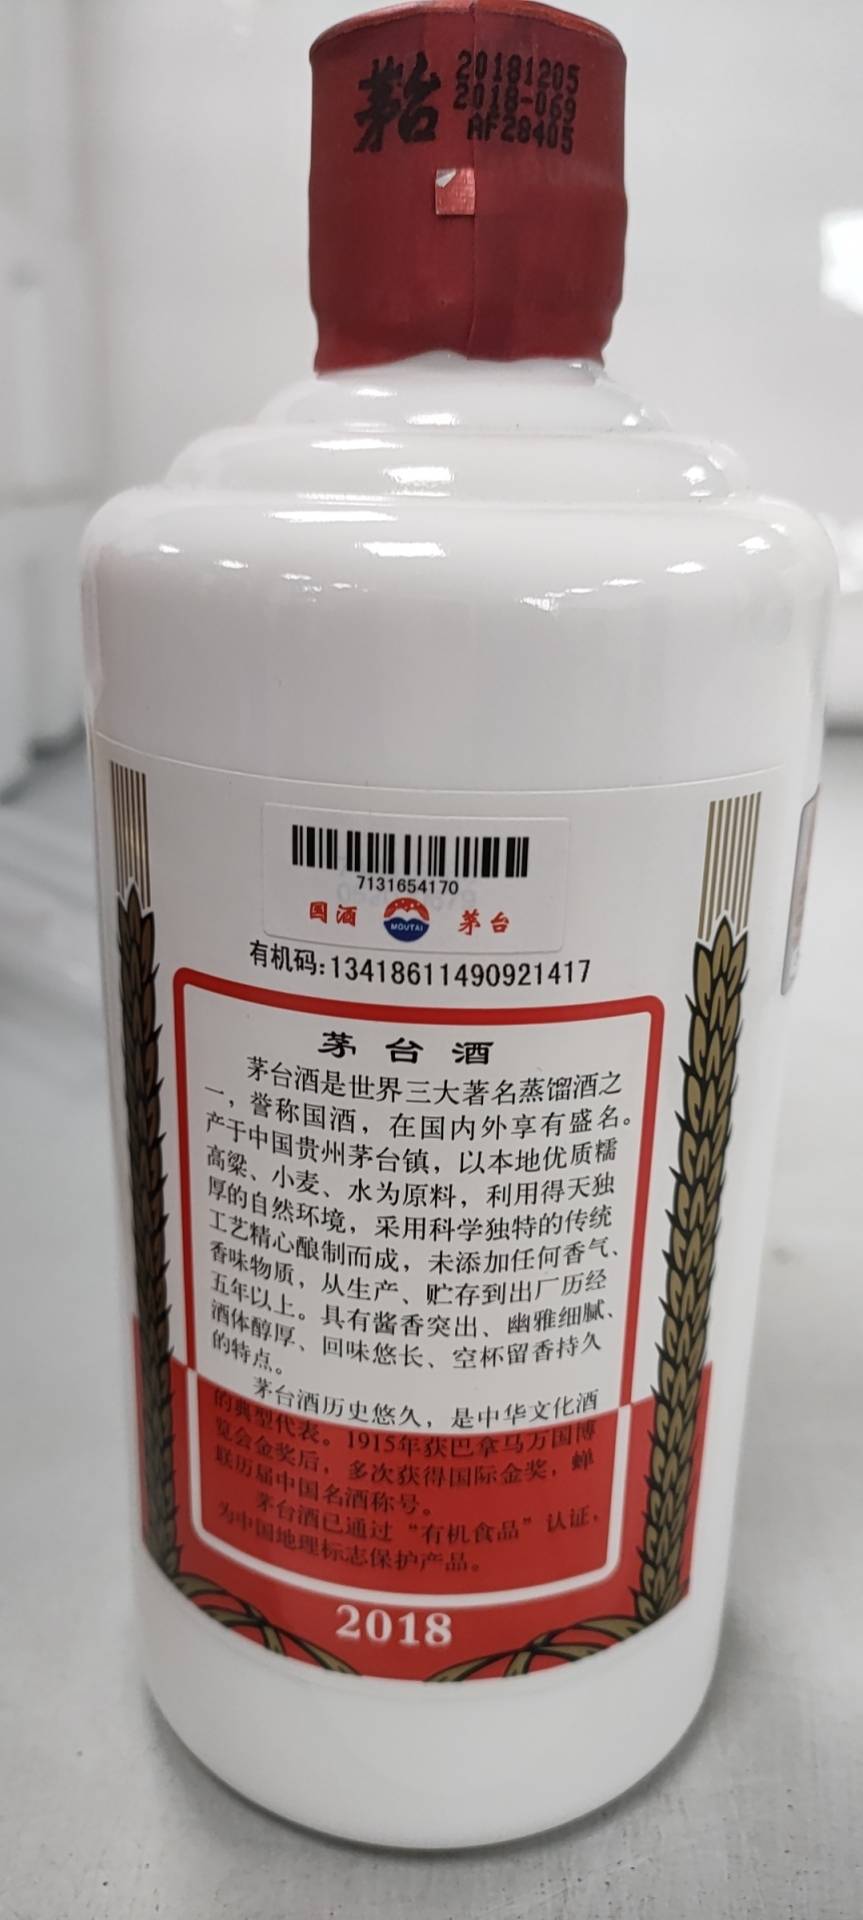 茅台
20181205
2018-069
AF28405
7131654170
国酒
MOUTAI
茅台
有机码:13418611490921417
茅台酒
茅台酒是世界三大著名蒸馏酒之
一，誉称国酒，在国内外享有盛名。
产于中国贵州茅台镇，以本地优质糯
高粱、小麦、水为原料，利用得天独
厚的自然环境，采用科学独特的传统
工艺精心酿制而成，未添加任何香气、
香味物质，从生产、贮存到出厂历经
五年以上。具有酱香突出、幽雅细腻、
酒体醇厚、回味悠长、空杯留香持久
的特点。
茅台酒历史悠久，是中华文化酒
的典型代表。1915年获巴拿马万国博
览会金奖后，多次获得国际金奖，蝉
联历届中国名酒称号。
茅台酒已通过“有机食品”认证，
为中国地理标志保护产品。
2018